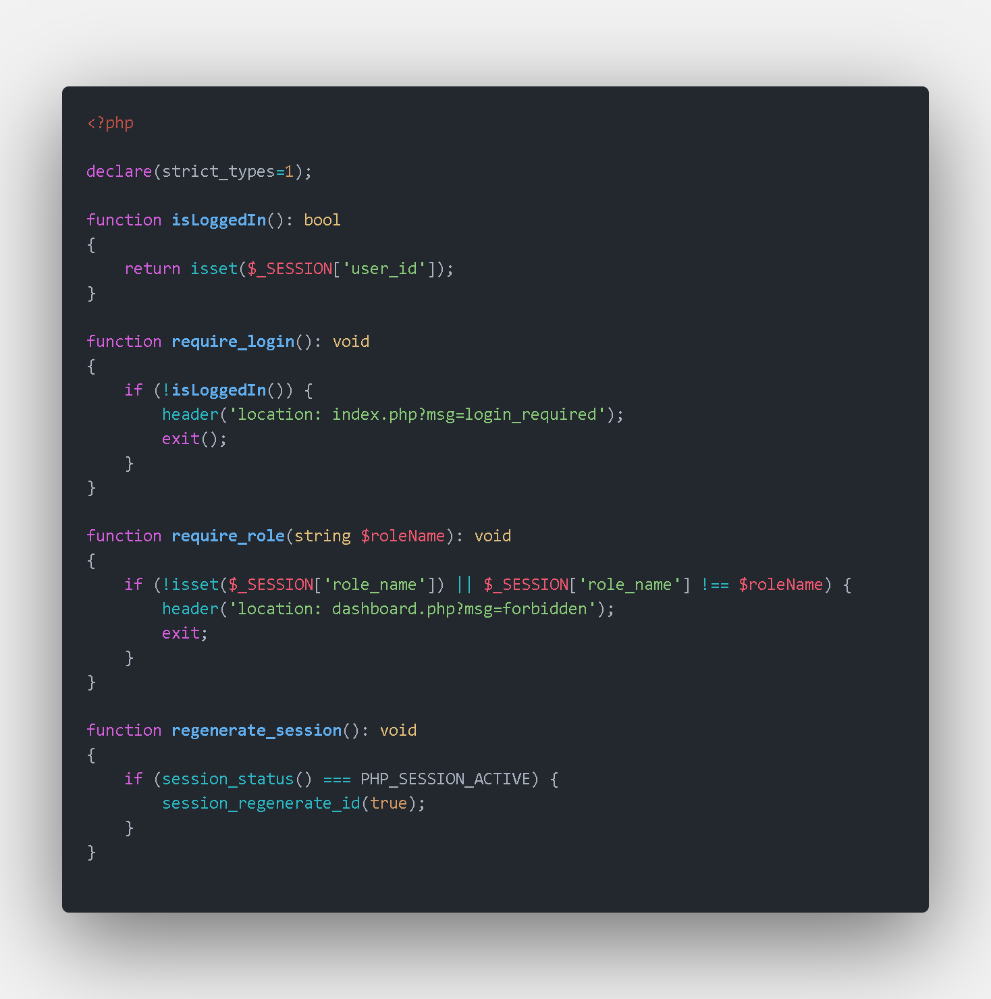 <?php
declare(strict_types=1);
function isLoggedIn(): bool
{
    return isset($_SESSION['user_id']);
}
function require_login(): void
{
    if (!isLoggedIn()) {
        header('location: index.php?msg=login_required');
        exit();
    }
}
function require_role(string $roleName): void
{
    if (!isset($_SESSION['role_name']) || $_SESSION['role_name'] !== $roleName) {
        header('location: dashboard.php?msg=forbidden');
        exit;
    }
}
function regenerate_session(): void
{
    if (session_status() === PHP_SESSION_ACTIVE) {
        session_regenerate_id(true);
    }
}